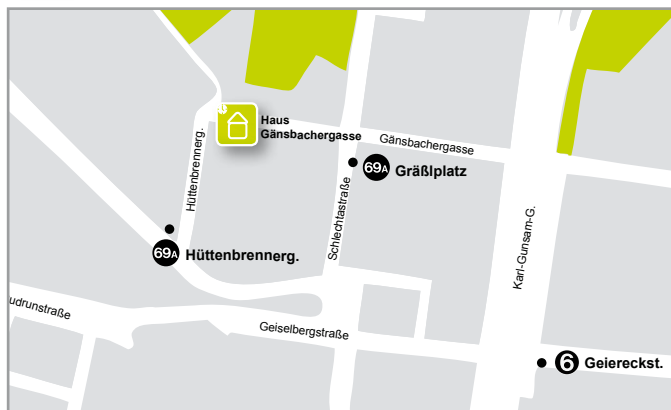 Haus
Gänsbachergasse
Gänsbachergasse
69A Gräßlplatz
Hüttenbrennerg.
Schlechtastraße
Karl-Gunsam-G.
69A Hüttenbrennerg.
udrunstraße
Geiselbergstraße
6 Geiereckst.